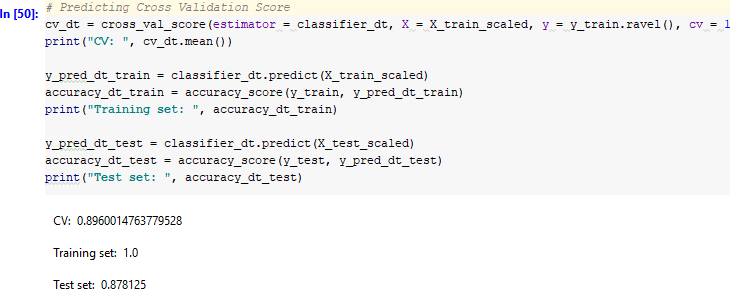 In [50]:
# Predicting Cross Validation Score
cv_dt = cross_val_score(estimator = classifier_dt, X = X_train_scaled, y = y_train.ravel(), cv = 1
print("CV: ", cv_dt.mean())
y_pred_dt_train = classifier_dt.predict(X_train_scaled)
accuracy_dt_train = accuracy_score(y_train, y_pred_dt_train)
print("Training set: ", accuracy_dt_train)
y_pred_dt_test = classifier_dt.predict(X_test_scaled)
accuracy_dt_test = accuracy_score(y_test, y_pred_dt_test)
print("Test set: ", accuracy_dt_test)
CV: 0.8960014763779528
Training set: 1.0
Test set: 0.878125